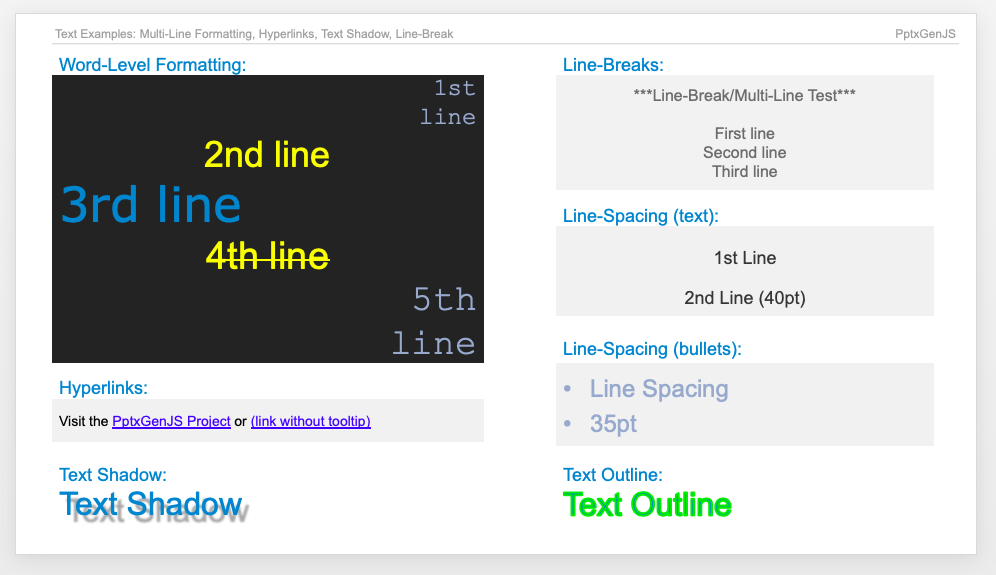 Text Examples: Multi-Line Formatting, Hyperlinks, Text Shadow, Line-Break
PptxGenJS
Word-Level Formatting:
1st
line
2nd line
3rd line
4th line
5th
line
Hyperlinks:
Visit the PptxGenJS Project or (link without tooltip)
Text Shadow:
Text Shadow
Line-Breaks:
***Line-Break/Multi-Line Test***
First line
Second line
Third line
Line-Spacing (text):
1st Line
2nd Line (40pt)
Line-Spacing (bullets):
• Line Spacing
• 35pt
Text Outline:
Text Outline